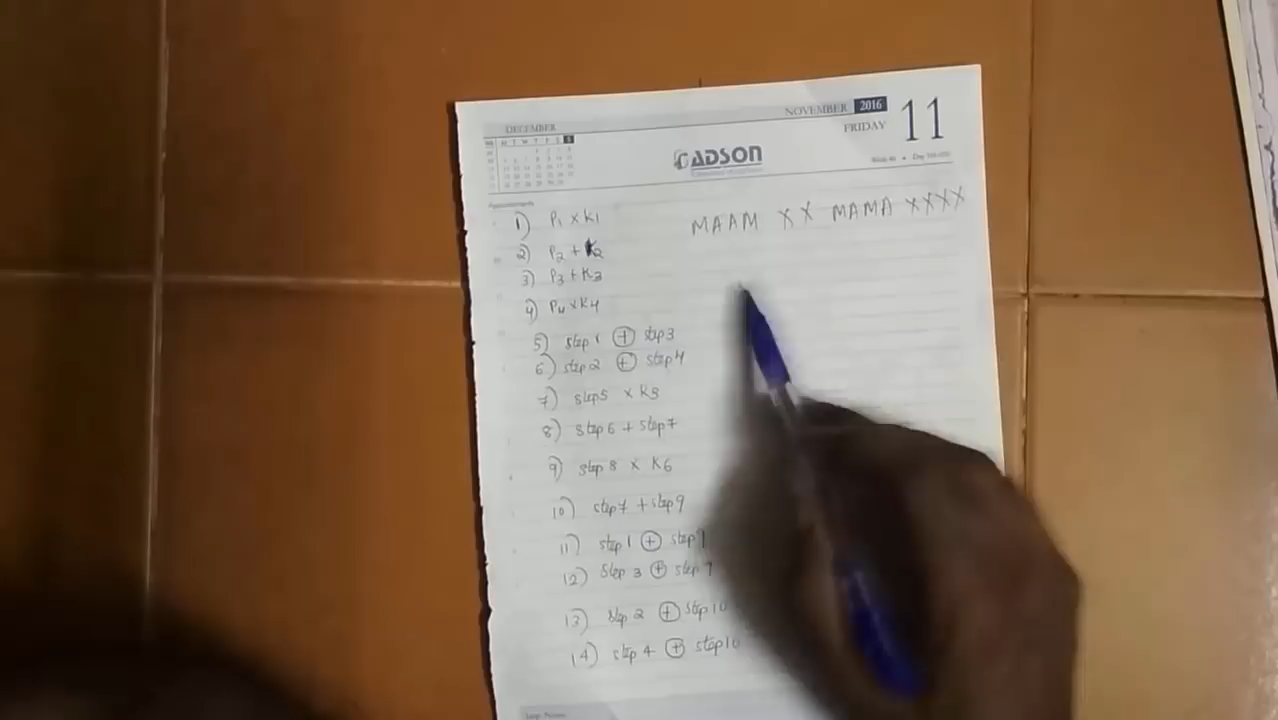 DECEMBER
NOVEMBER 2016
FRIDAY 11
ADSON
1) P1 × K1
MAAM XX MAMA XXXX
2) P2 + K2
3) P3 + K3
4) P4 × K4
5) step 1 ⊕ step 3
6) step 2 ⊕ step 4
7) step 5 × K5
8) step 6 + step 7
9) step 8 × K6
10) step 7 + step 9
11) step 1 ⊕ step
12) step 3 ⊕ step 9
13) step 2 ⊕ step 10
14) step 4 ⊕ step 10